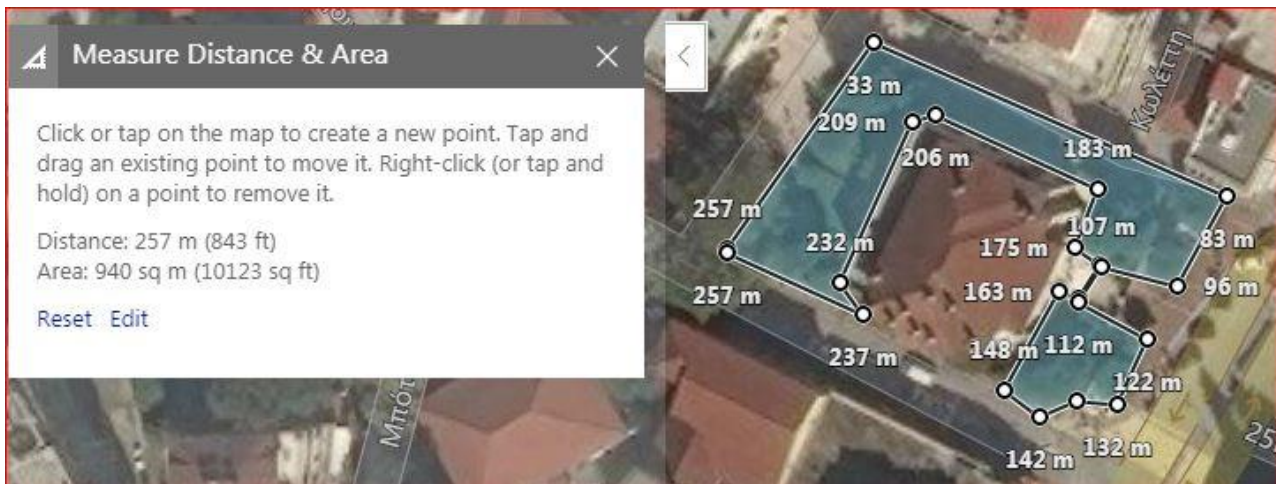 Measure Distance & Area
Click or tap on the map to create a new point. Tap and
drag an existing point to move it. Right-click (or tap and
hold) on a point to remove it.
Distance: 257 m (843 ft)
Area: 940 sq m (10123 sq ft)
Reset Edit
33 m
Κωλέττη
209 m
206 m
183 m
257 m
107 m
83 m
232 m
175 m
257 m
163 m
96 m
237 m
148 m
112 m
122 m
132 m
142 m